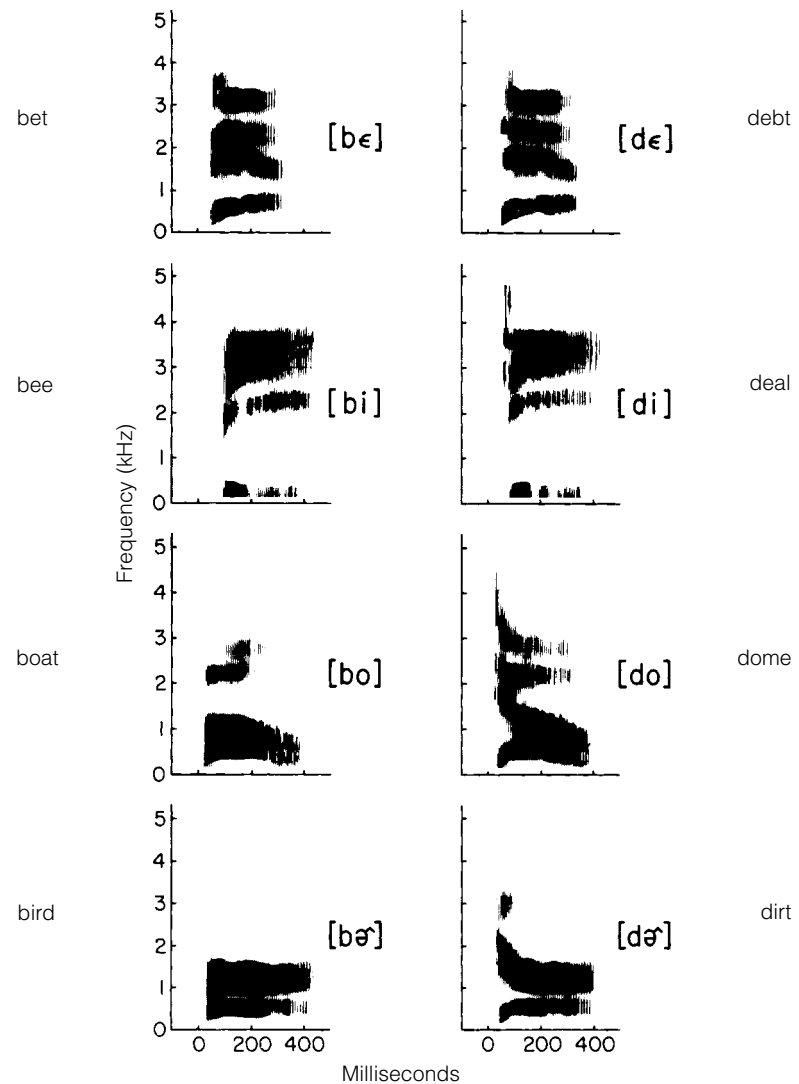 5
4
3
2
1
0
bet
[bɛ]
[dɛ]
debt
5
4
3
2
1
0
bee
[bi]
[di]
deal
Frequency (kHz)
5
4
3
2
1
0
boat
[bo]
[do]
dome
5
4
3
2
1
0
bird
[bɚ]
[dɚ]
dirt
0 200 400 0 200 400
Milliseconds